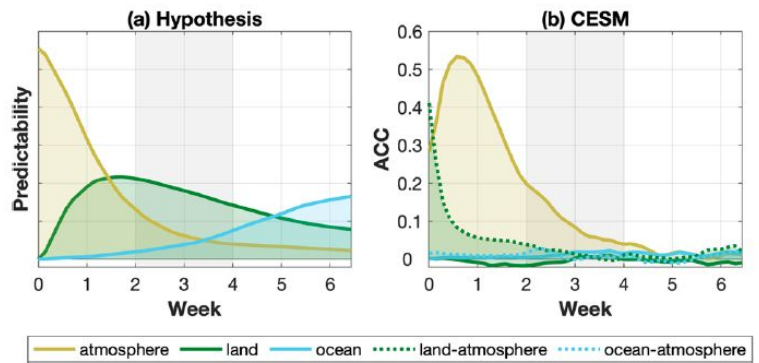 (a) Hypothesis
Predictability
0 1 2 3 4 5 6
Week
(b) CESM
ACC
0.6
0.5
0.4
0.3
0.2
0.1
0
0 1 2 3 4 5 6
Week
atmosphere land ocean land-atmosphere ocean-atmosphere